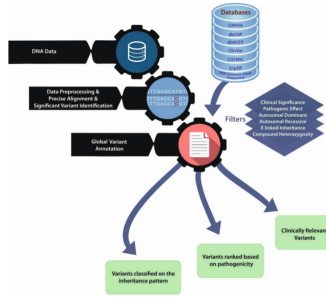 Databases
OMNIA
dbSNP
dbNSFP
ClinVar
COSMIC
SnpEff
DNA Data
Data Preprocessing &
Precise Alignment &
Significant Variant Identification
Filters
Clinical Significance
Pathogenic Effect
Autosomal Dominant
Autosomal Recessive
X linked Inheritance
Compound Heterozygosity
Global Variant
Annotation
Clinically Relevant
Variants
Variants ranked based
on pathogenicity
Variants classified on the
inheritance pattern